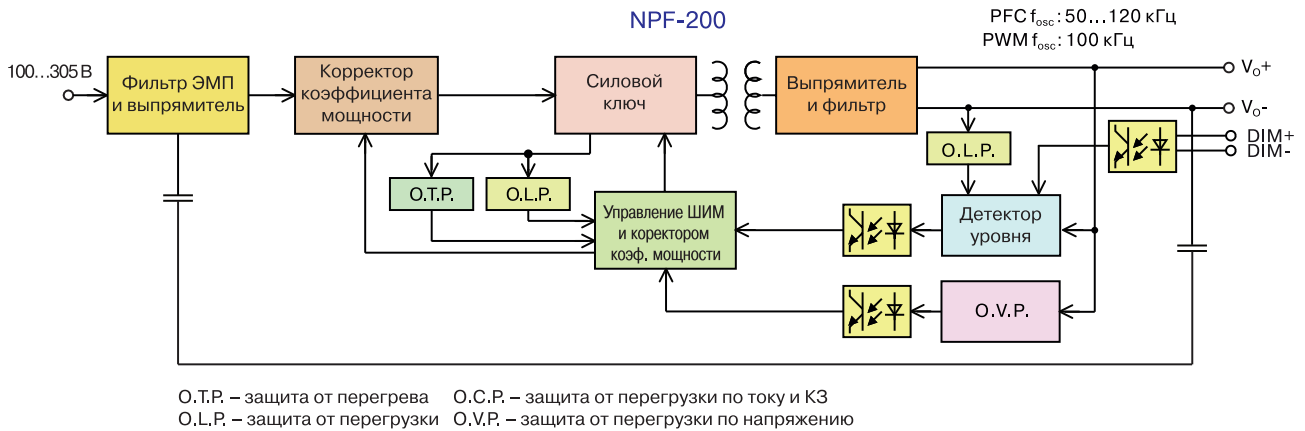 NPF-200
PFC fosc: 50...120 кГц
PWM fosc: 100 кГц
100...305 В
Фильтр ЭМП
и выпрямитель
Корректор
коэффициента
мощности
Силовой
ключ
Выпрямитель
и фильтр
Vo+
Vo-
DIM+
DIM-
O.L.P.
O.T.P.
O.L.P.
Управление ШИМ
и коректором
коэф. мощности
Детектор
уровня
O.V.P.
O.T.P. – защита от перегрева O.C.P. – защита от перегрузки по току и КЗ
O.L.P. – защита от перегрузки O.V.P. – защита от перегрузки по напряжению